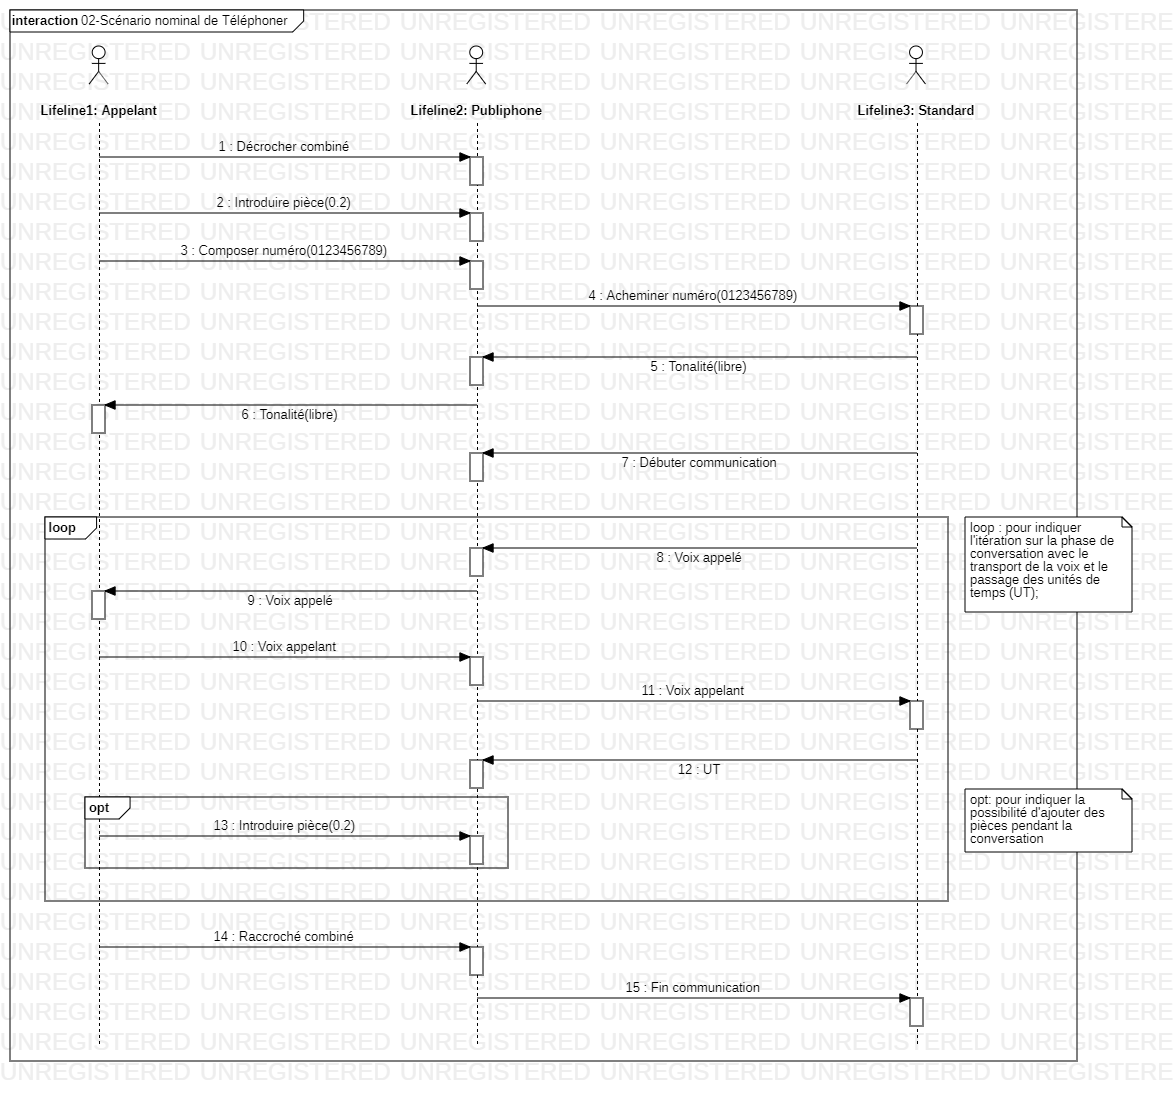 interaction 02-Scénario nominal de Téléphoner
Lifeline1: Appelant
Lifeline2: Publiphone
Lifeline3: Standard
1 : Décrocher combiné
2 : Introduire pièce(0.2)
3 : Composer numéro(0123456789)
4 : Acheminer numéro(0123456789)
5 : Tonalité(libre)
6 : Tonalité(libre)
7 : Débuter communication
loop
loop : pour indiquer
l'itération sur la phase de
conversation avec le
transport de la voix et le
passage des unités de
temps (UT);
8 : Voix appelé
9 : Voix appelé
10 : Voix appelant
11 : Voix appelant
12 : UT
opt
opt: pour indiquer la
possibilité d'ajouter des
pièces pendant la
conversation
13 : Introduire pièce(0.2)
14 : Raccroché combiné
15 : Fin communication
UNREGISTERED